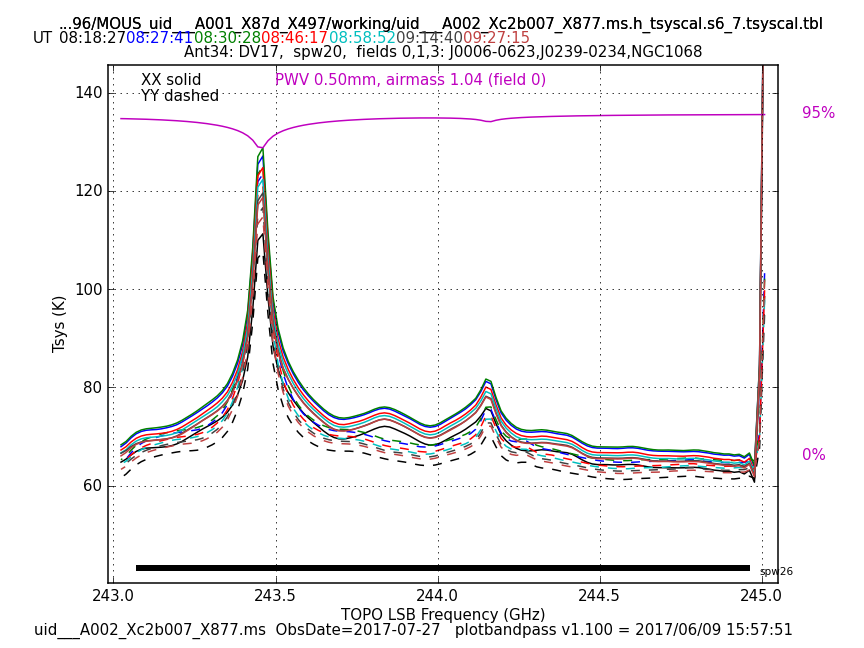 ...96/MOUS_uid___A001_X87d_X497/working/uid___A002_Xc2b007_X877.ms.h_tsyscal.s6_7.tsyscal.tbl
UT 08:18:27 08:27:41 08:30:28 08:46:17 08:58:52 09:14:40 09:27:15
Ant34: DV17, spw20, fields 0,1,3: J0006-0623,J0239-0234,NGC1068
XX solid
PWV 0.50mm, airmass 1.04 (field 0)
YY dashed
140
120
100
80
60
Tsys (K)
95%
0%
spw26
243.0 243.5 244.0 244.5 245.0
TOPO LSB Frequency (GHz)
uid___A002_Xc2b007_X877.ms ObsDate=2017-07-27 plotbandpass v1.100 = 2017/06/09 15:57:51